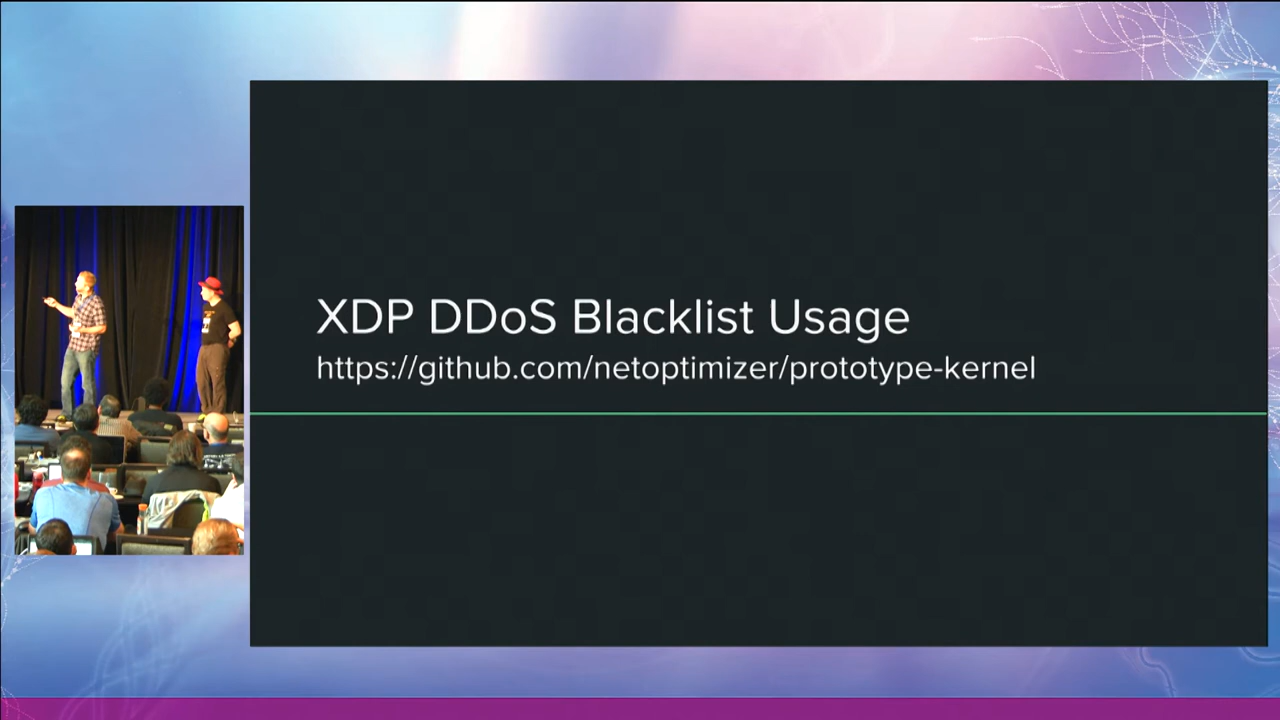 XDP DDoS Blacklist Usage
https://github.com/netoptimizer/prototype-kernel